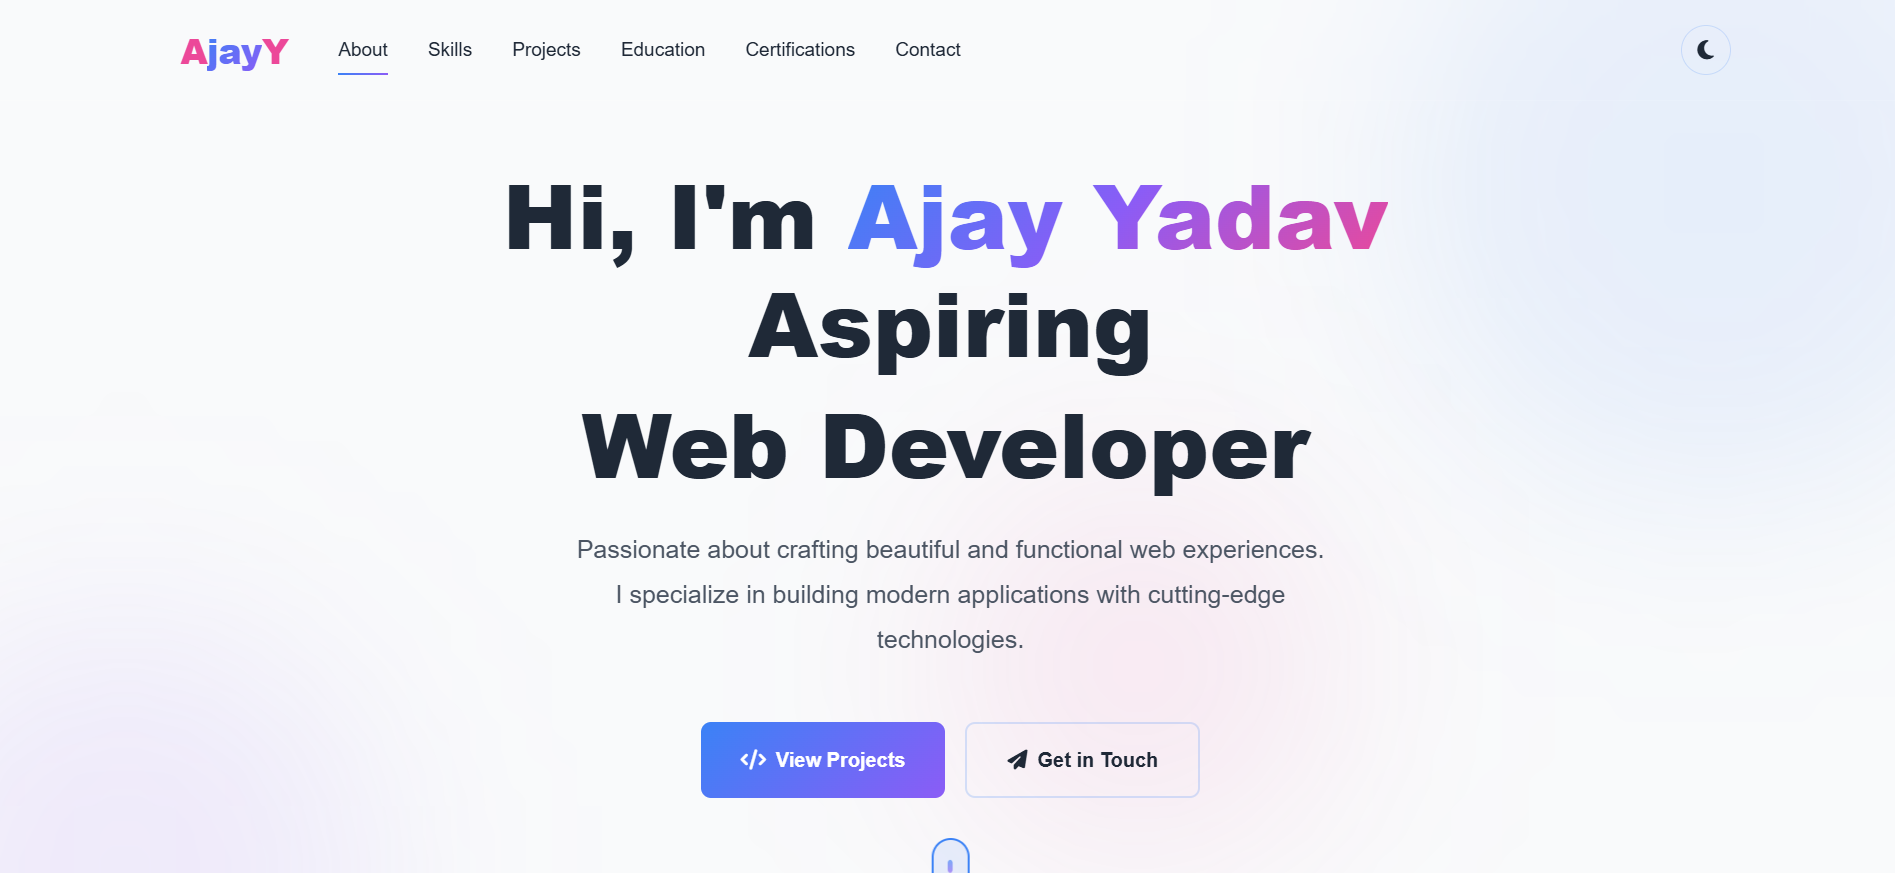 AjayY
About Skills Projects Education Certifications Contact
Hi, I'm Ajay Yadav
Aspiring
Web Developer
Passionate about crafting beautiful and functional web experiences.
I specialize in building modern applications with cutting-edge
technologies.
</> View Projects
Get in Touch